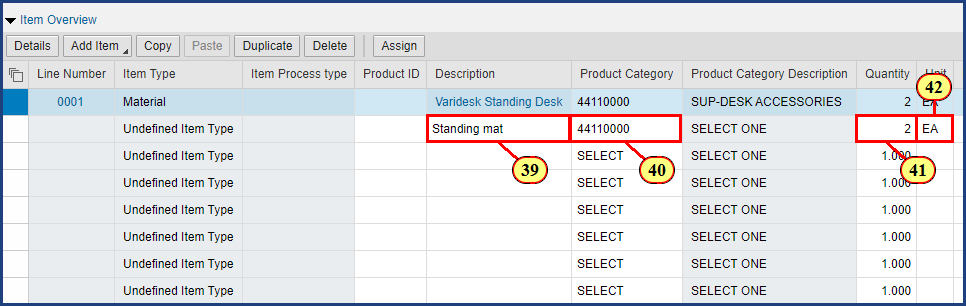 Item Overview
Details Add Item Copy Paste Duplicate Delete Assign
Line Number Item Type Item Process type Product ID Description Product Category Product Category Description Quantity Unit
42
0001 Material Varidesk Standing Desk 44110000 SUP-DESK ACCESSORIES 2 EA
Undefined Item Type Standing mat 44110000 SELECT ONE 2 EA
Undefined Item Type SELECT SELECT ONE 1.000
39 40 41
Undefined Item Type SELECT SELECT ONE 1.000
Undefined Item Type SELECT SELECT ONE 1.000
Undefined Item Type SELECT SELECT ONE 1.000
Undefined Item Type SELECT SELECT ONE 1.000
Undefined Item Type SELECT SELECT ONE 1.000